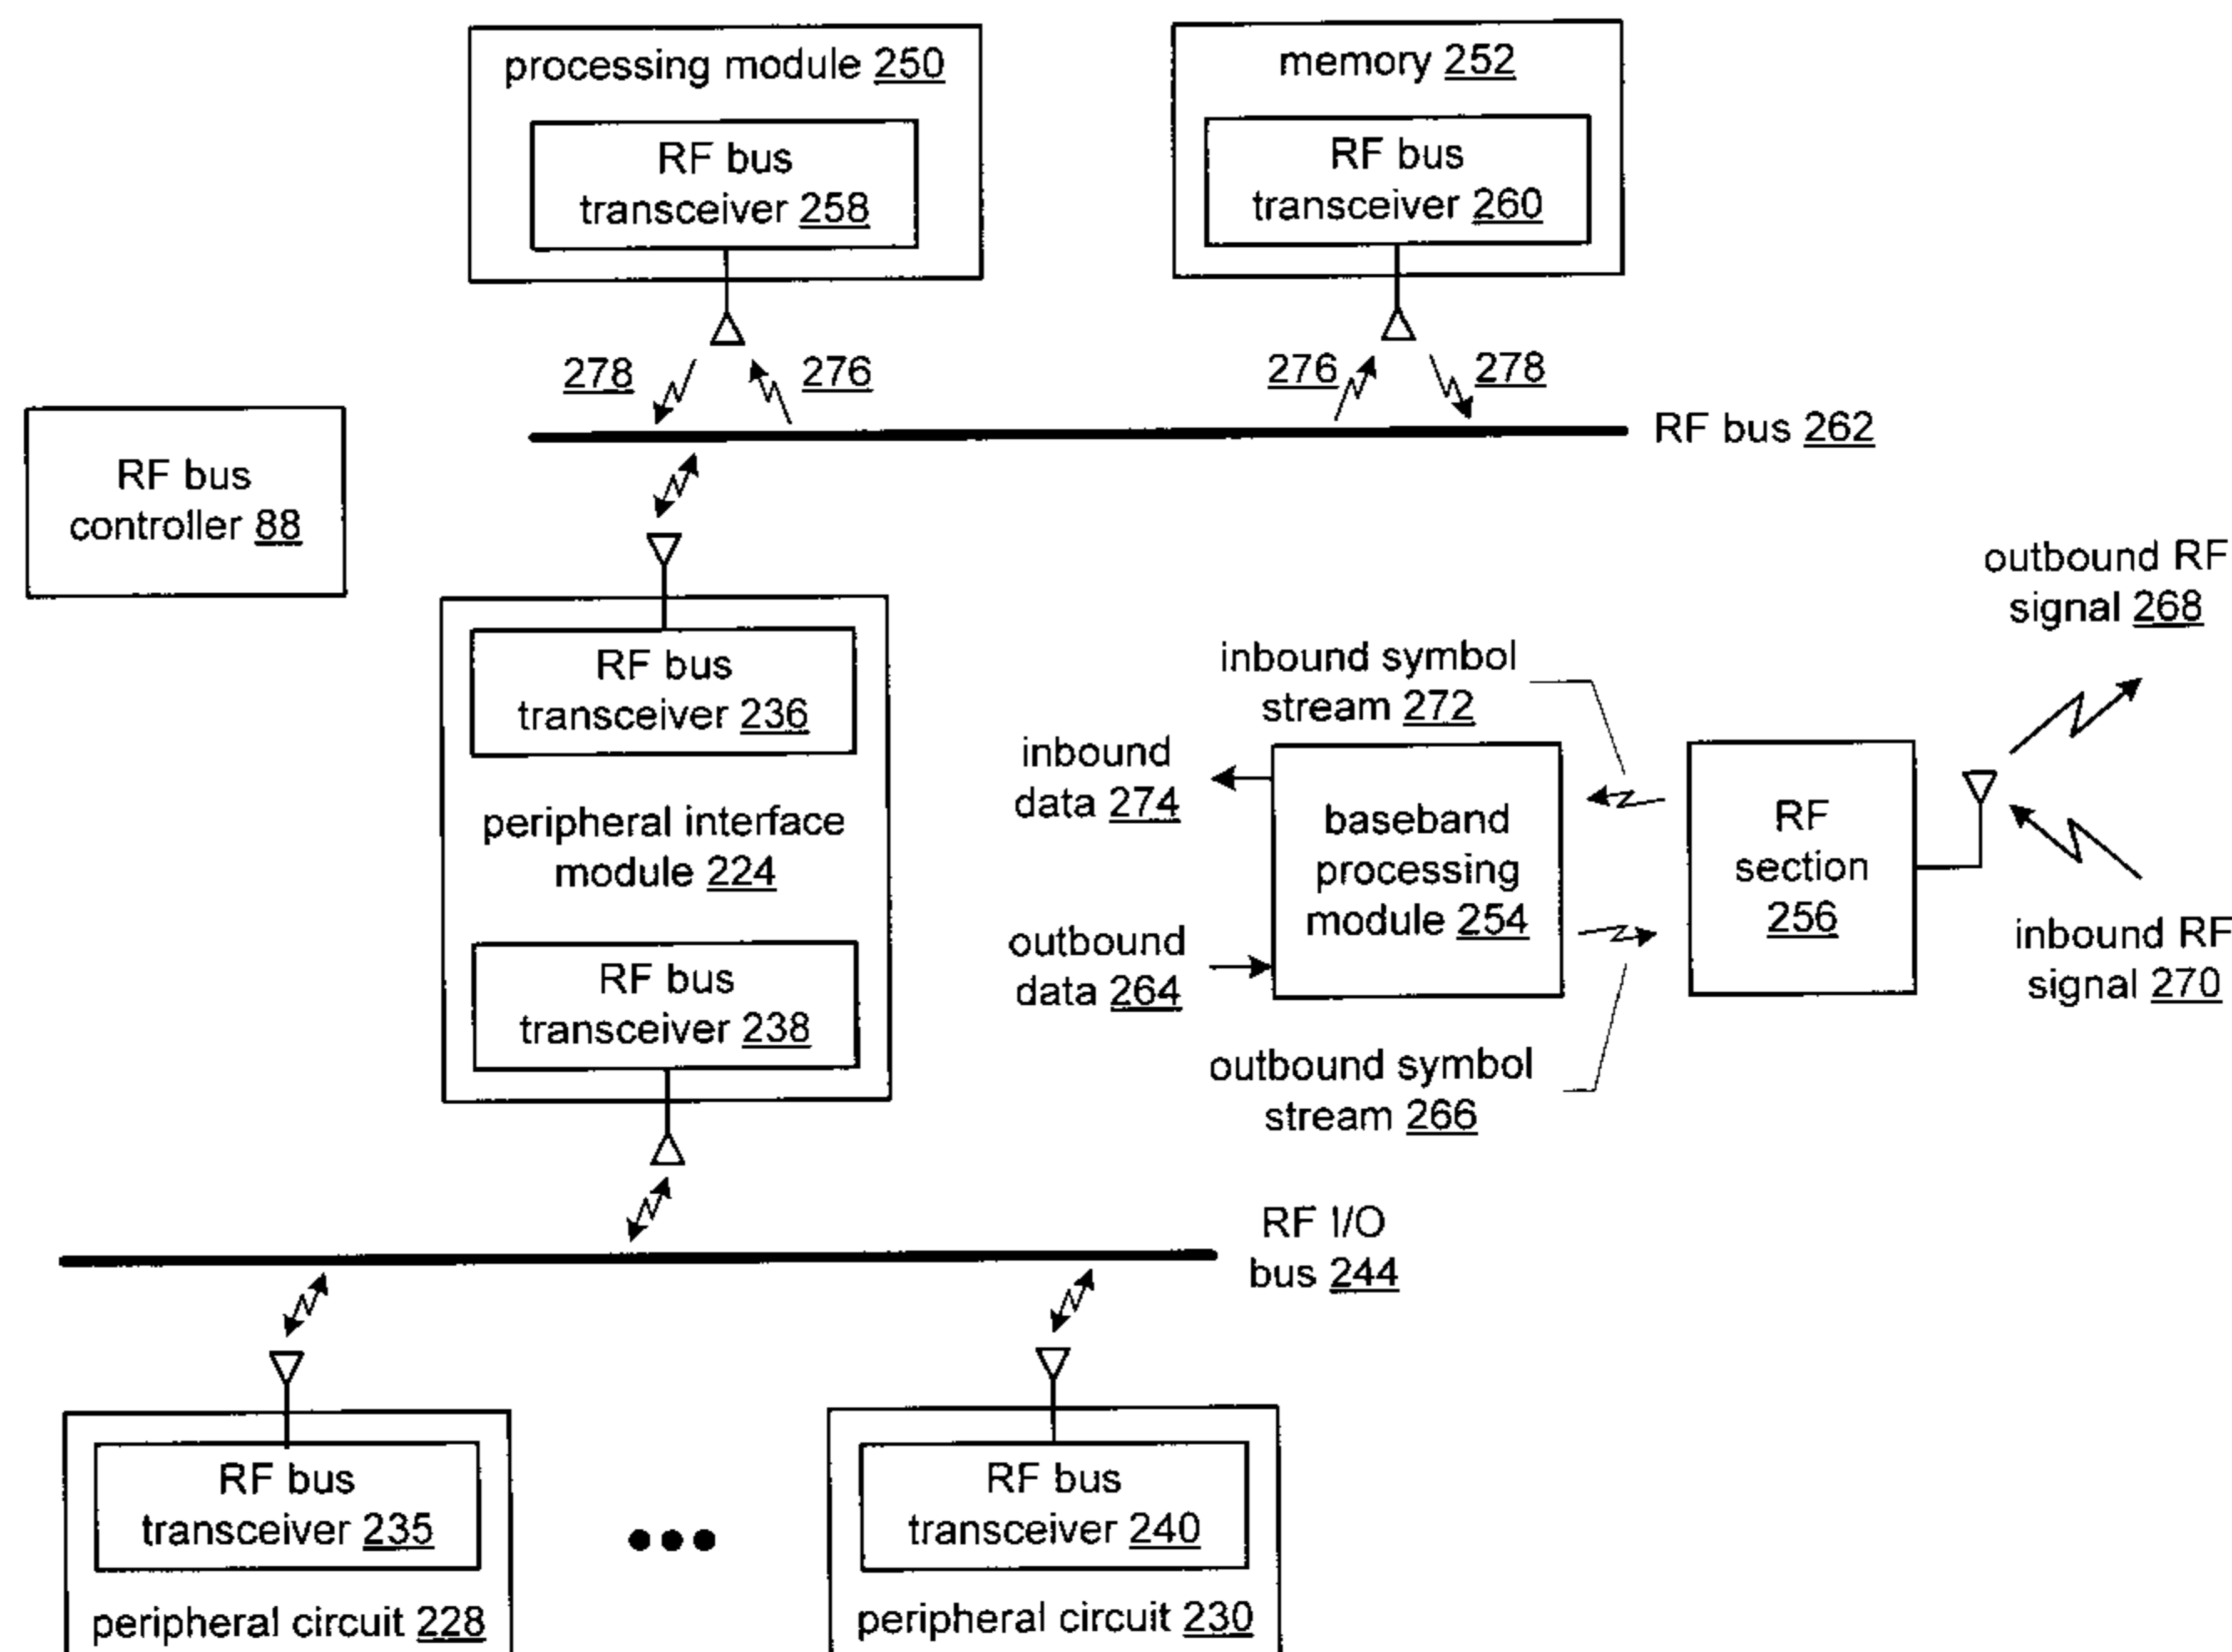 processing module 250
RF bus
transceiver 258
memory 252
RF bus
transceiver 260
278
276
276
278
RF bus 262
RF bus
controller 88
RF bus
transceiver 236
peripheral interface
module 224
RF bus
transceiver 238
inbound symbol
stream 272
inbound
data 274
outbound
data 264
baseband
processing
module 254
outbound symbol
stream 266
RF
section
256
outbound RF
signal 268
inbound RF
signal 270
RF I/O
bus 244
RF bus
transceiver 235
peripheral circuit 228
RF bus
transceiver 240
peripheral circuit 230